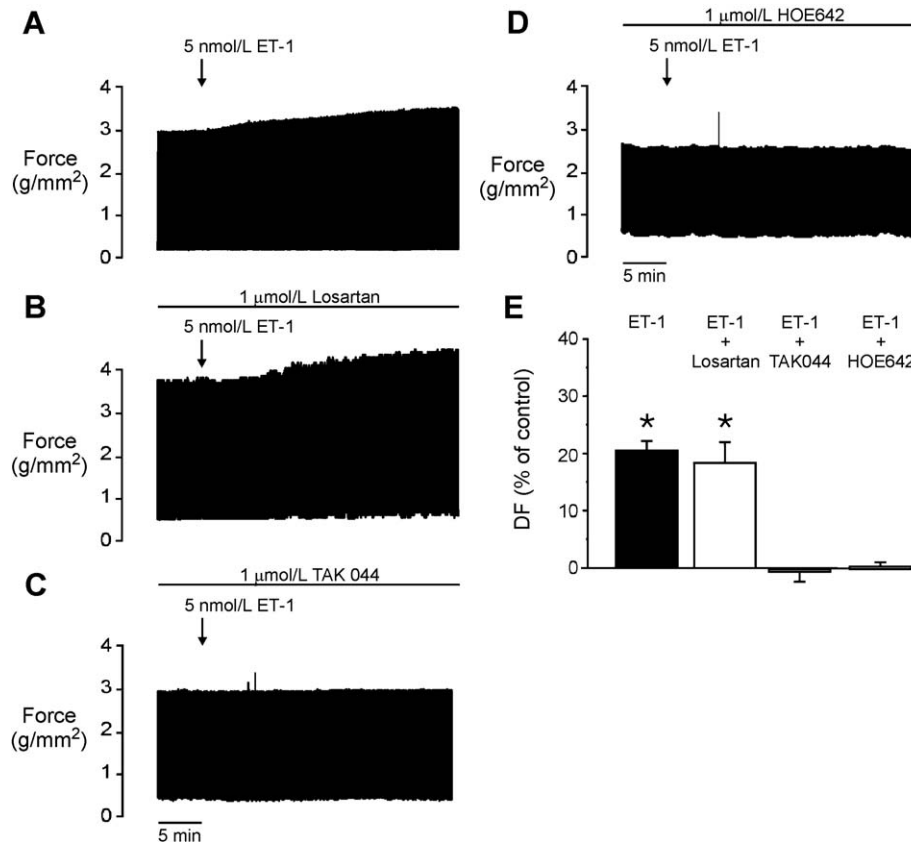 A
5 nmol/L ET-1
4
3
Force
(g/mm²)
2
1
0
B
1 μmol/L Losartan
5 nmol/L ET-1
4
3
Force
(g/mm²)
2
1
0
C
1 μmol/L TAK 044
5 nmol/L ET-1
4
3
Force
(g/mm²)
2
1
0
5 min
D
1 μmol/L HOE642
5 nmol/L ET-1
4
3
Force
(g/mm²)
2
1
0
5 min
E
ET-1
ET-1
+
Losartan
ET-1
+
TAK044
ET-1
+
HOE642
40
30
20
10
0
DF (% of control)
*
*